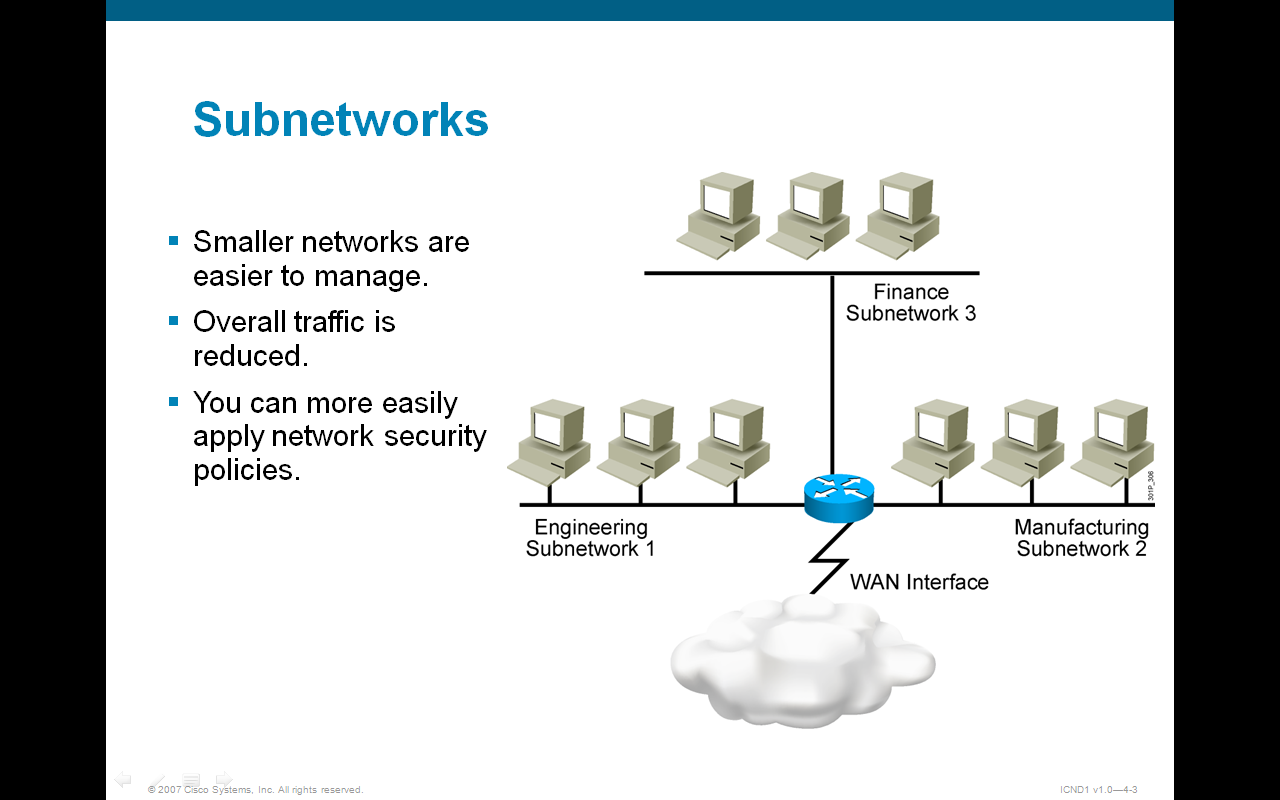 Subnetworks
Smaller networks are
easier to manage.
Overall traffic is
reduced.
You can more easily
apply network security
policies.
Finance
Subnetwork 3
301P_306
Engineering
Subnetwork 1
Manufacturing
Subnetwork 2
WAN Interface
© 2007 Cisco Systems, Inc. All rights reserved.
ICND1 v1.0—4-3